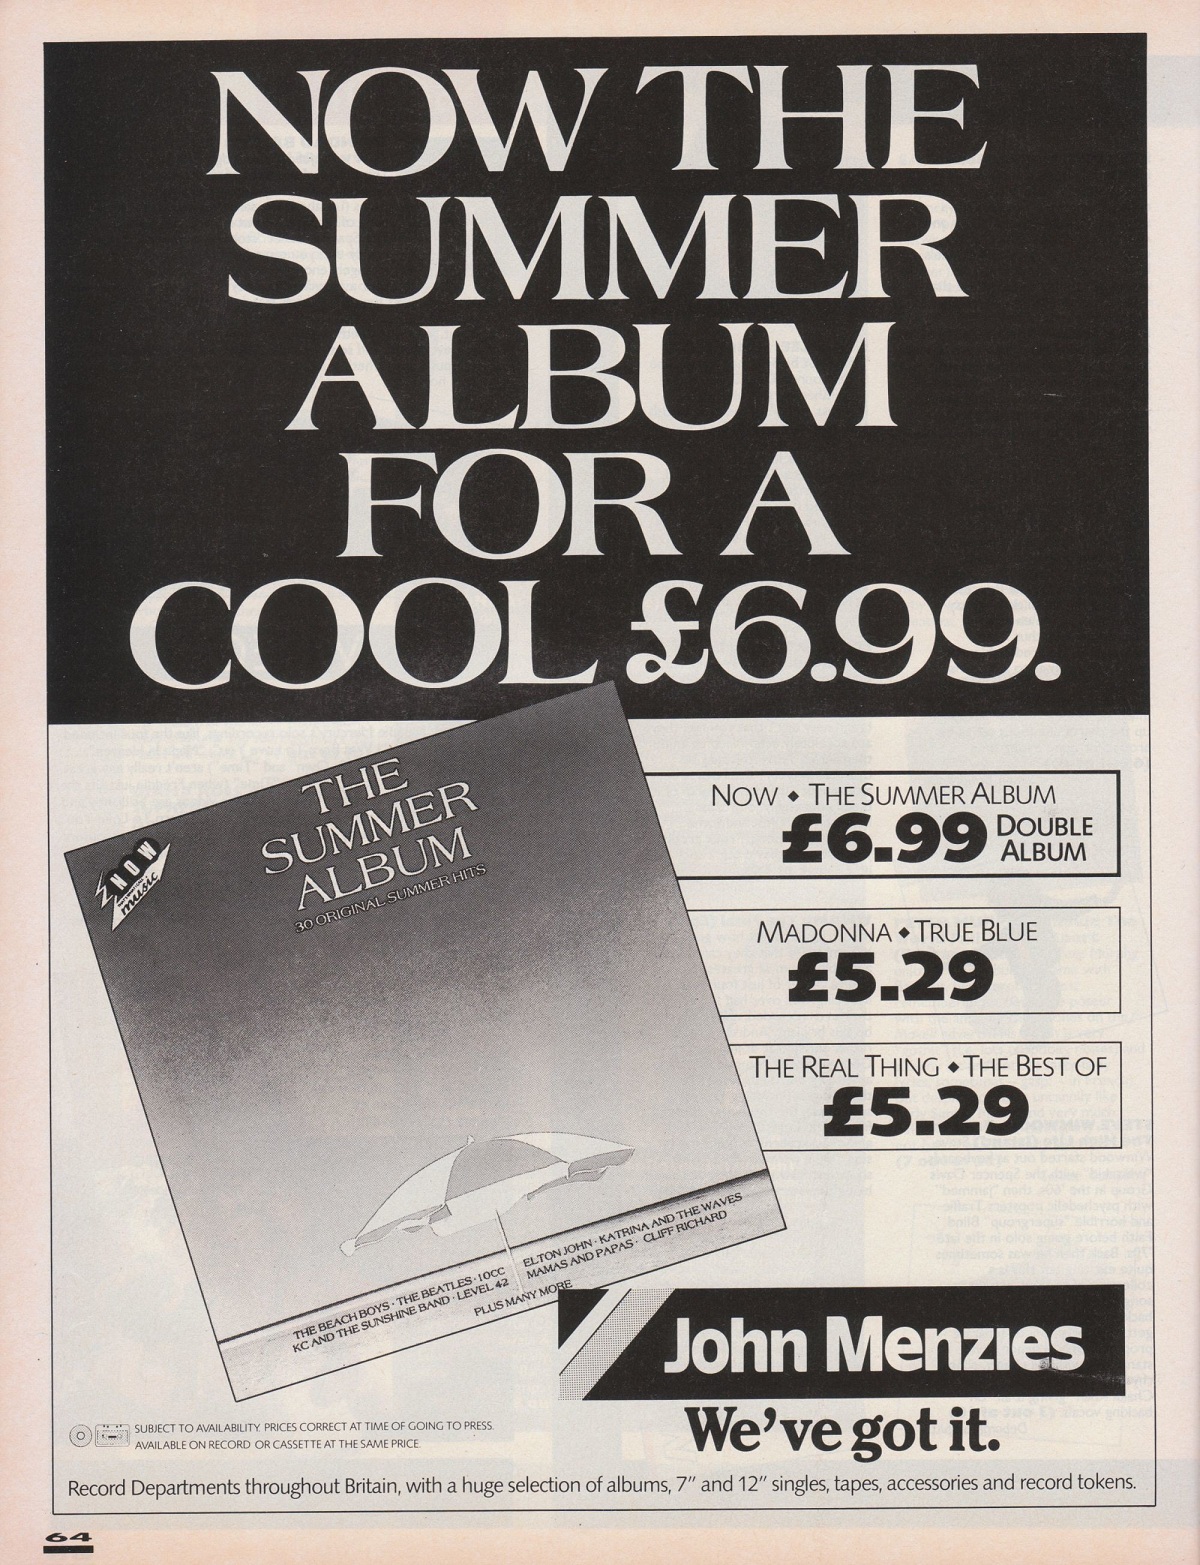 NOW THE
SUMMER
ALBUM
FOR A
COOL £6.99.
THE
SUMMER
ALBUM
30 ORIGINAL SUMMER HITS
NOW
music
THE BEACH BOYS · THE BEATLES · 10CC
KC AND THE SUNSHINE BAND · LEVEL 42
ELTON JOHN · KATRINA AND THE WAVES
MAMAS AND PAPAS · CLIFF RICHARD
PLUS MANY MORE
NOW ◆ THE SUMMER ALBUM
£6.99 DOUBLE
ALBUM
MADONNA ◆ TRUE BLUE
£5.29
THE REAL THING ◆ THE BEST OF
£5.29
John Menzies
We've got it.
SUBJECT TO AVAILABILITY. PRICES CORRECT AT TIME OF GOING TO PRESS.
AVAILABLE ON RECORD OR CASSETTE AT THE SAME PRICE.
Record Departments throughout Britain, with a huge selection of albums, 7" and 12" singles, tapes, accessories and record tokens.
64